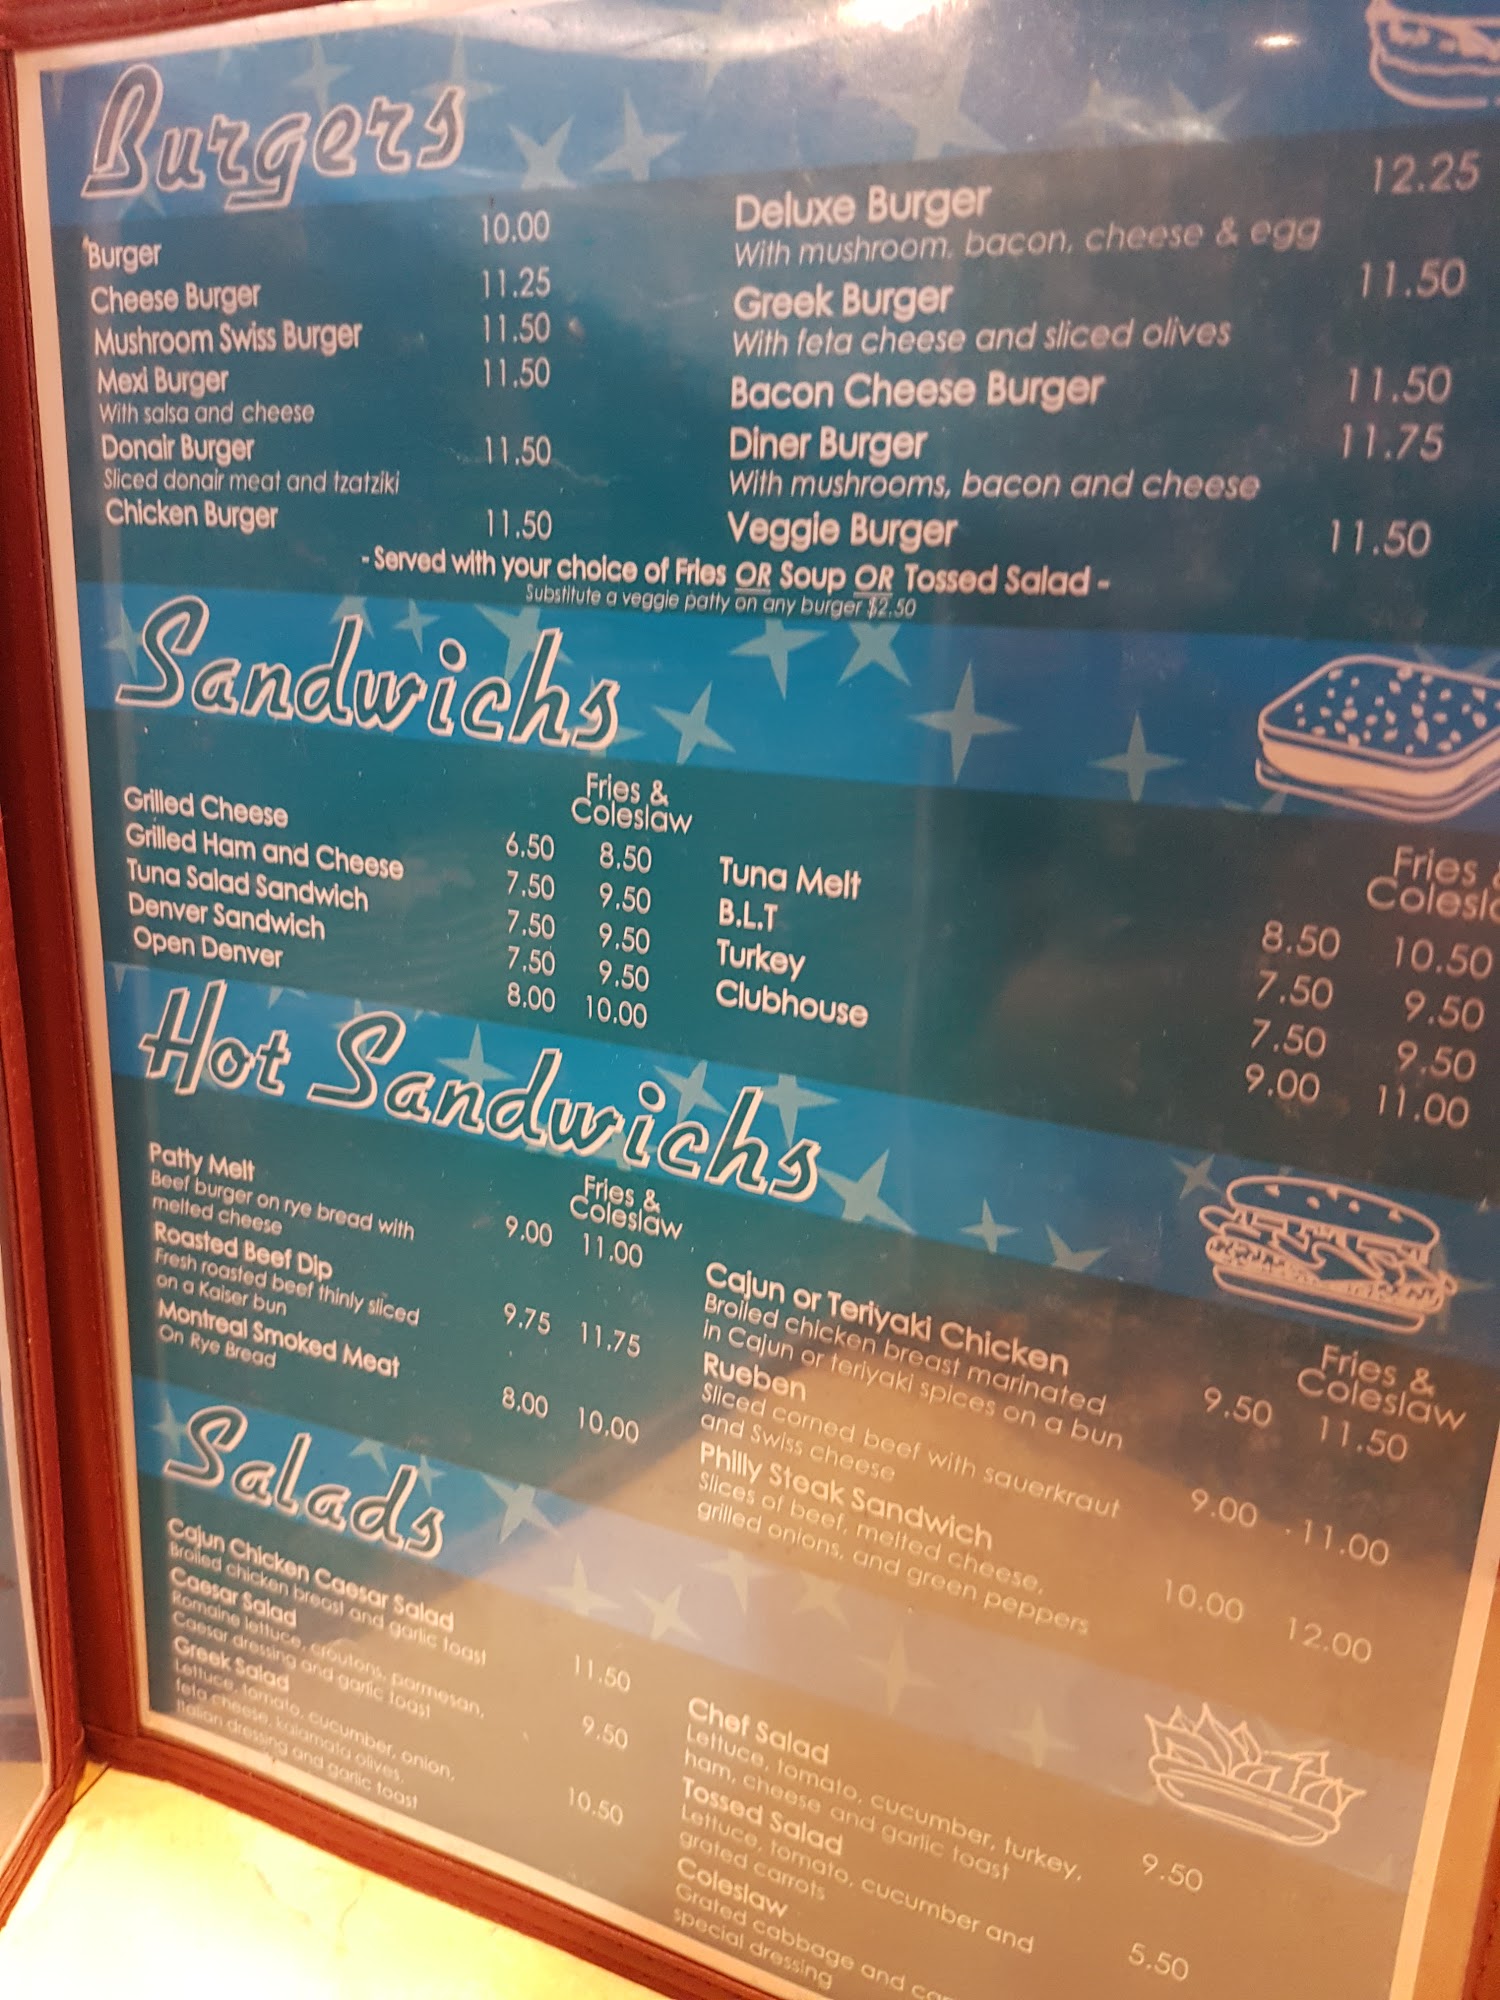 Burgers
Burger 10.00
Cheese Burger 11.25
Mushroom Swiss Burger 11.50
Mexi Burger 11.50
With salsa and cheese
Donair Burger 11.50
Sliced donair meat and tzatziki
Chicken Burger 11.50
Deluxe Burger 12.25
With mushroom, bacon, cheese & egg
Greek Burger 11.50
With feta cheese and sliced olives
Bacon Cheese Burger 11.50
Diner Burger 11.75
With mushrooms, bacon and cheese
Veggie Burger 11.50
- Served with your choice of Fries OR Soup OR Tossed Salad -
Substitute a veggie patty on any burger $2.50
Sandwichs
Fries &
Coleslaw
Grilled Cheese 6.50 8.50
Grilled Ham and Cheese 7.50 9.50
Tuna Salad Sandwich 7.50 9.50
Denver Sandwich 7.50 9.50
Open Denver 8.00 10.00
Fries
Tuna Melt 8.50 10.50
B.L.T 7.50 9.50
Turkey 7.50 9.50
Clubhouse 9.00 11.00
Hot Sandwichs
Fries &
Coleslaw
Patty Melt
Beef burger on rye bread with
melted cheese 9.00 11.00
Roasted Beef Dip
Fresh roasted beef thinly sliced
on a Kaiser bun 9.75 11.75
Montreal Smoked Meat
On Rye Bread 8.00 10.00
Fries &
Coleslaw
Cajun or Teriyaki Chicken
Broiled chicken breast marinated
in Cajun or teriyaki spices on a bun 9.50 11.50
Rueben
Sliced corned beef with sauerkraut
and Swiss cheese 9.00 11.00
Philly Steak Sandwich
Slices of beef, melted cheese,
grilled onions, and green peppers 10.00 12.00
Salads
Cajun Chicken Caesar Salad
Broiled chicken breast and garlic toast 11.50
Caesar Salad
Romaine lettuce, croutons, parmesan,
Caesar dressing and garlic toast 9.50
Greek Salad
Lettuce, tomato, cucumber, onion,
feta cheese, kalamata olives,
Italian dressing and garlic toast 10.50
Chef Salad
Lettuce, tomato, cucumber, turkey,
ham, cheese and garlic toast 9.50
Tossed Salad
Lettuce, tomato, cucumber and
grated carrots 5.50
Coleslaw
Grated cabbage and
special dressing